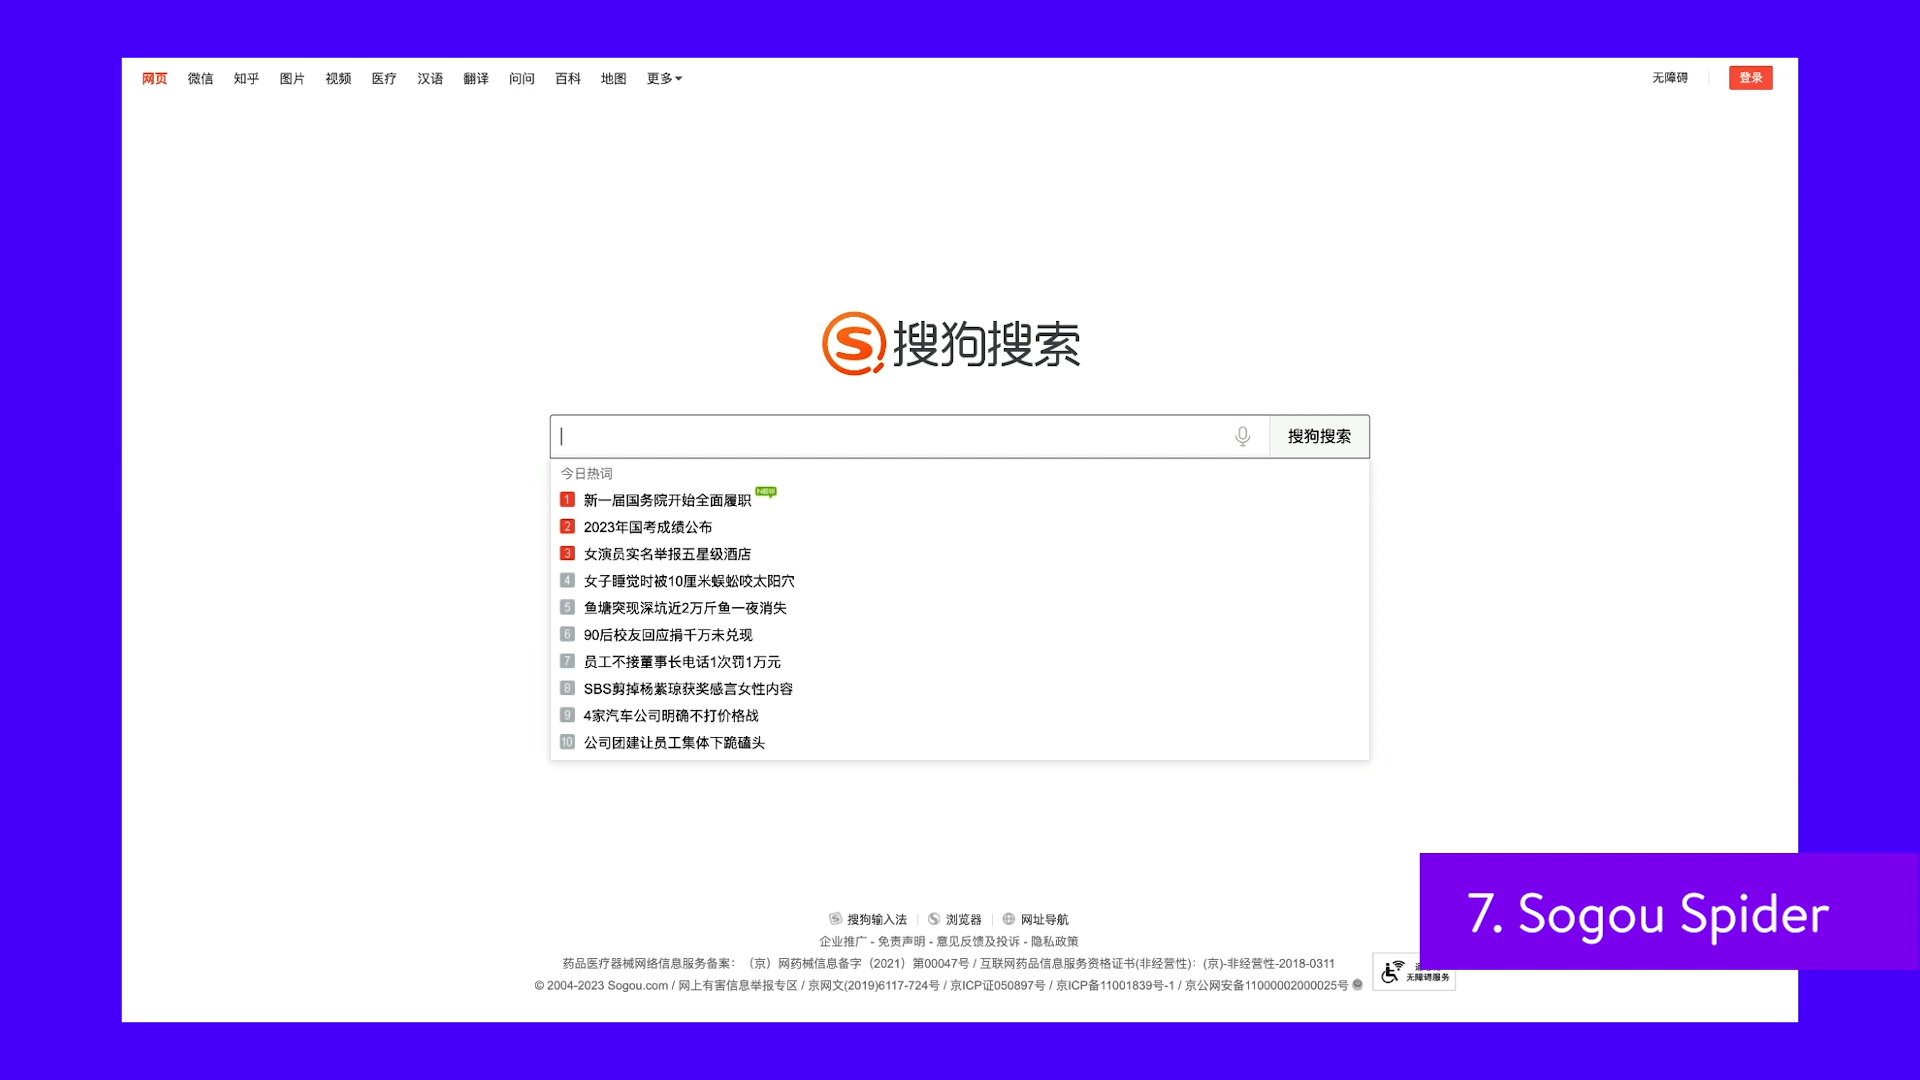 网页 微信 知乎 图片 视频 医疗 汉语 翻译 问问 百科 地图 更多
无障碍 登录
搜狗搜索
搜狗搜索
今日热词
1 新一届国务院开始全面履职 NEW
2 2023年国考成绩公布
3 女演员实名举报五星级酒店
4 女子睡觉时被10厘米蜈蚣咬太阳穴
5 鱼塘突现深坑近2万斤鱼一夜消失
6 90后校友回应捐千万未兑现
7 员工不接董事长电话1次罚1万元
8 SBS剪掉杨紫琼获奖感言女性内容
9 4家汽车公司明确不打价格战
10 公司团建让员工集体下跪磕头
7. Sogou Spider
搜狗输入法 浏览器 网址导航
企业推广 - 免责声明 - 意见反馈及投诉 - 隐私政策
药品医疗器械网络信息服务备案：（京）网药械信息备字（2021）第00047号 / 互联网药品信息服务资格证书(非经营性)：(京)-非经营性-2018-0311
© 2004-2023 Sogou.com / 网上有害信息举报专区 / 京网文(2019)6117-724号 / 京ICP证050897号 / 京ICP备11001839号-1 / 京公网安备11000002000025号
无障碍服务